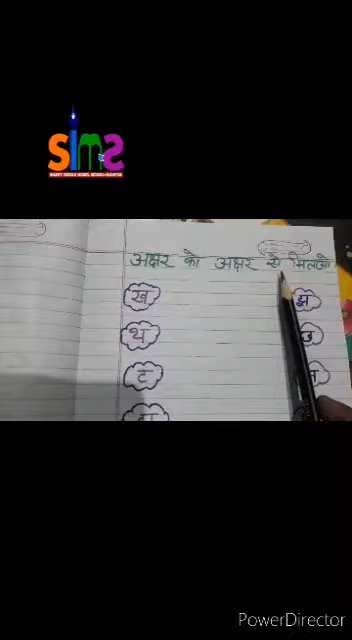 sims
अक्षर को अक्षर से मिलाओ
ख झ
थ छ
ट
PowerDirector